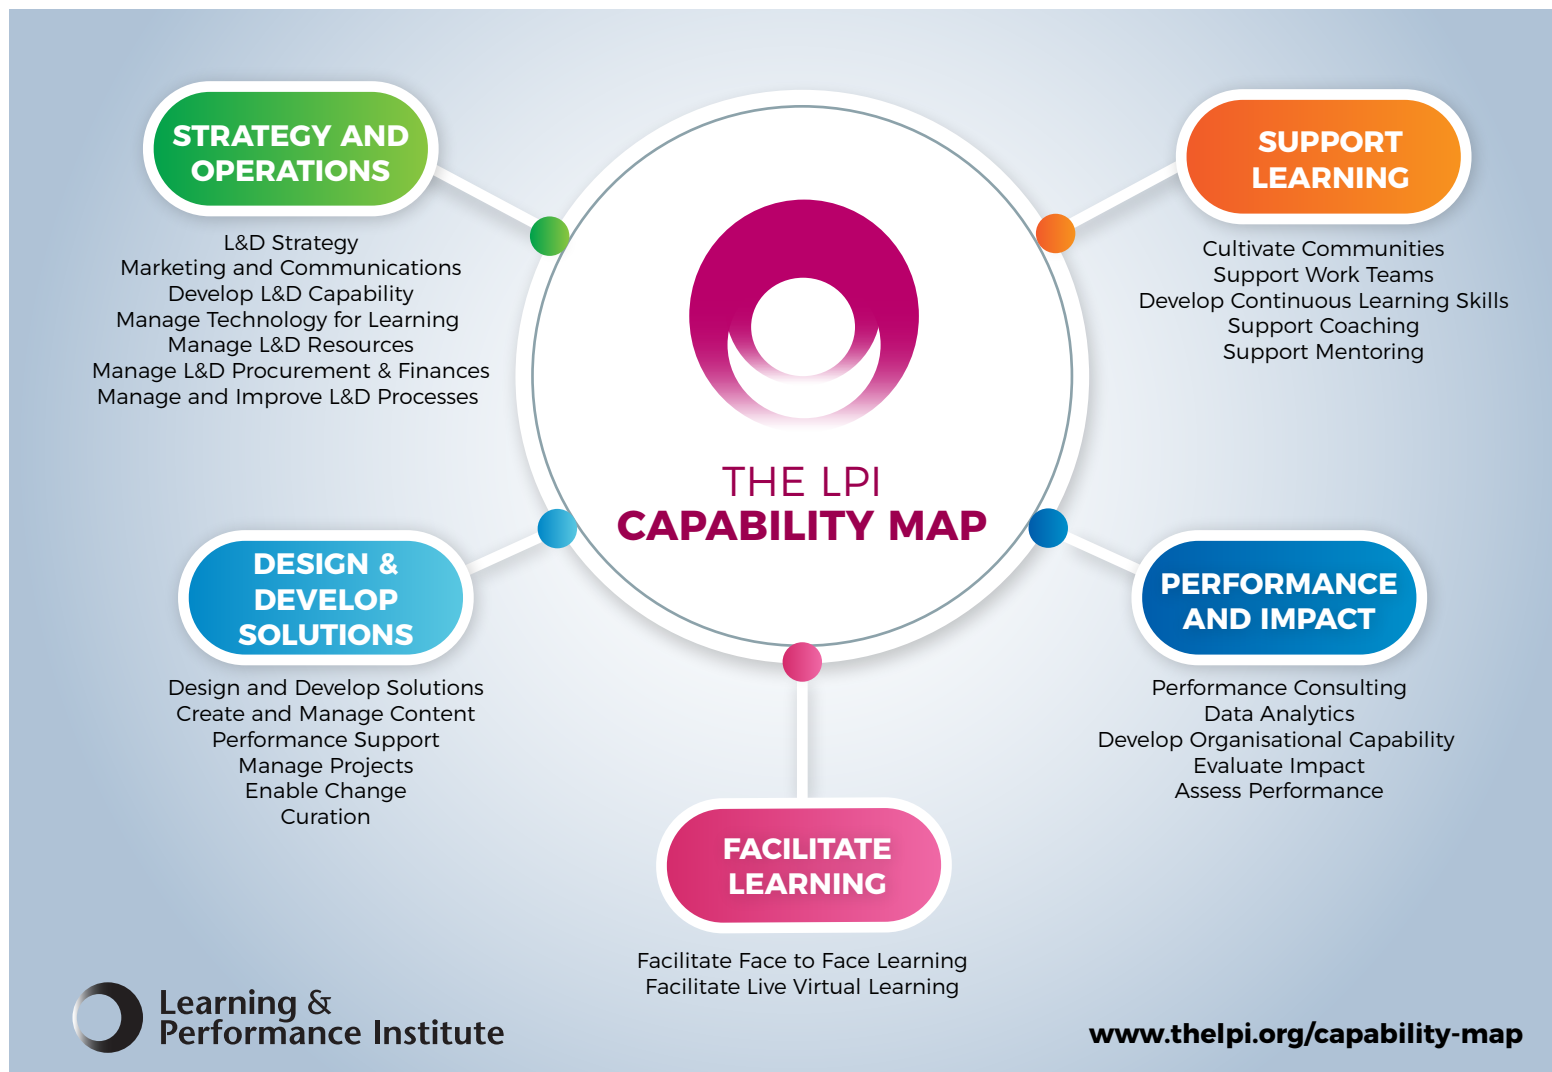 STRATEGY AND
OPERATIONS
L&D Strategy
Marketing and Communications
Develop L&D Capability
Manage Technology for Learning
Manage L&D Resources
Manage L&D Procurement & Finances
Manage and Improve L&D Processes
SUPPORT
LEARNING
Cultivate Communities
Support Work Teams
Develop Continuous Learning Skills
Support Coaching
Support Mentoring
THE LPI
CAPABILITY MAP
DESIGN &
DEVELOP
SOLUTIONS
Design and Develop Solutions
Create and Manage Content
Performance Support
Manage Projects
Enable Change
Curation
PERFORMANCE
AND IMPACT
Performance Consulting
Data Analytics
Develop Organisational Capability
Evaluate Impact
Assess Performance
FACILITATE
LEARNING
Facilitate Face to Face Learning
Facilitate Live Virtual Learning
Learning &
Performance Institute
www.thelpi.org/capability-map